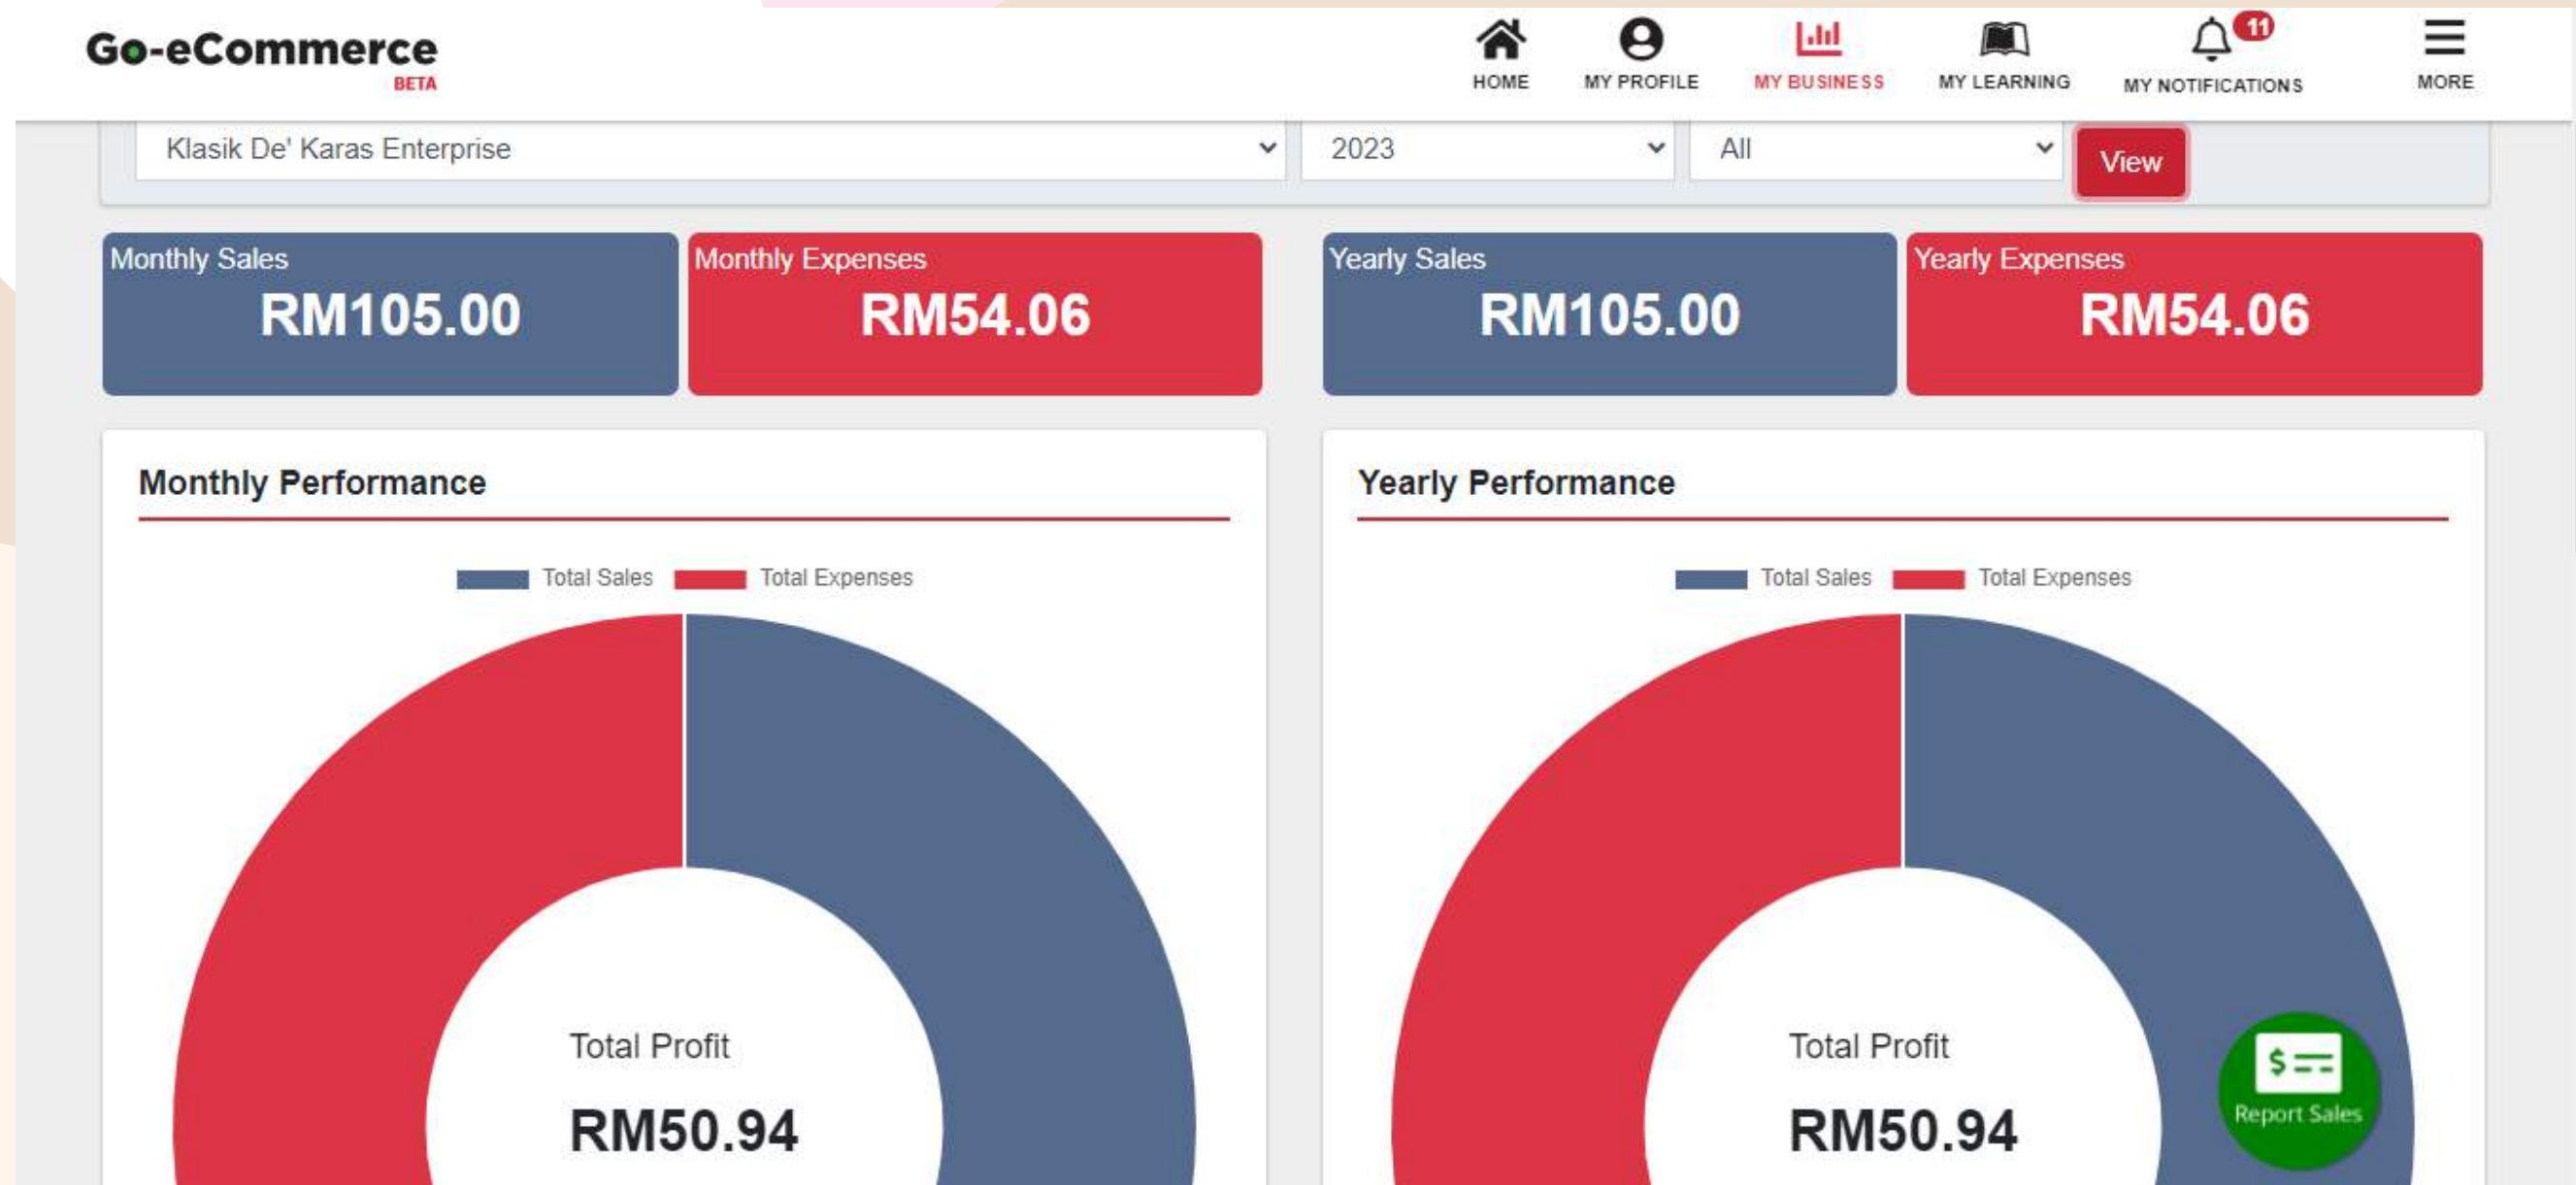 Go-eCommerce
BETA
HOME
MY PROFILE
MY BUSINESS
MY LEARNING
11
MY NOTIFICATIONS
MORE
Klasik De' Karas Enterprise
2023
All
View
Monthly Sales
RM105.00
Monthly Expenses
RM54.06
Yearly Sales
RM105.00
Yearly Expenses
RM54.06
Monthly Performance
Total Sales
Total Expenses
Total Profit
RM50.94
Yearly Performance
Total Sales
Total Expenses
Total Profit
RM50.94
$
Report Sales